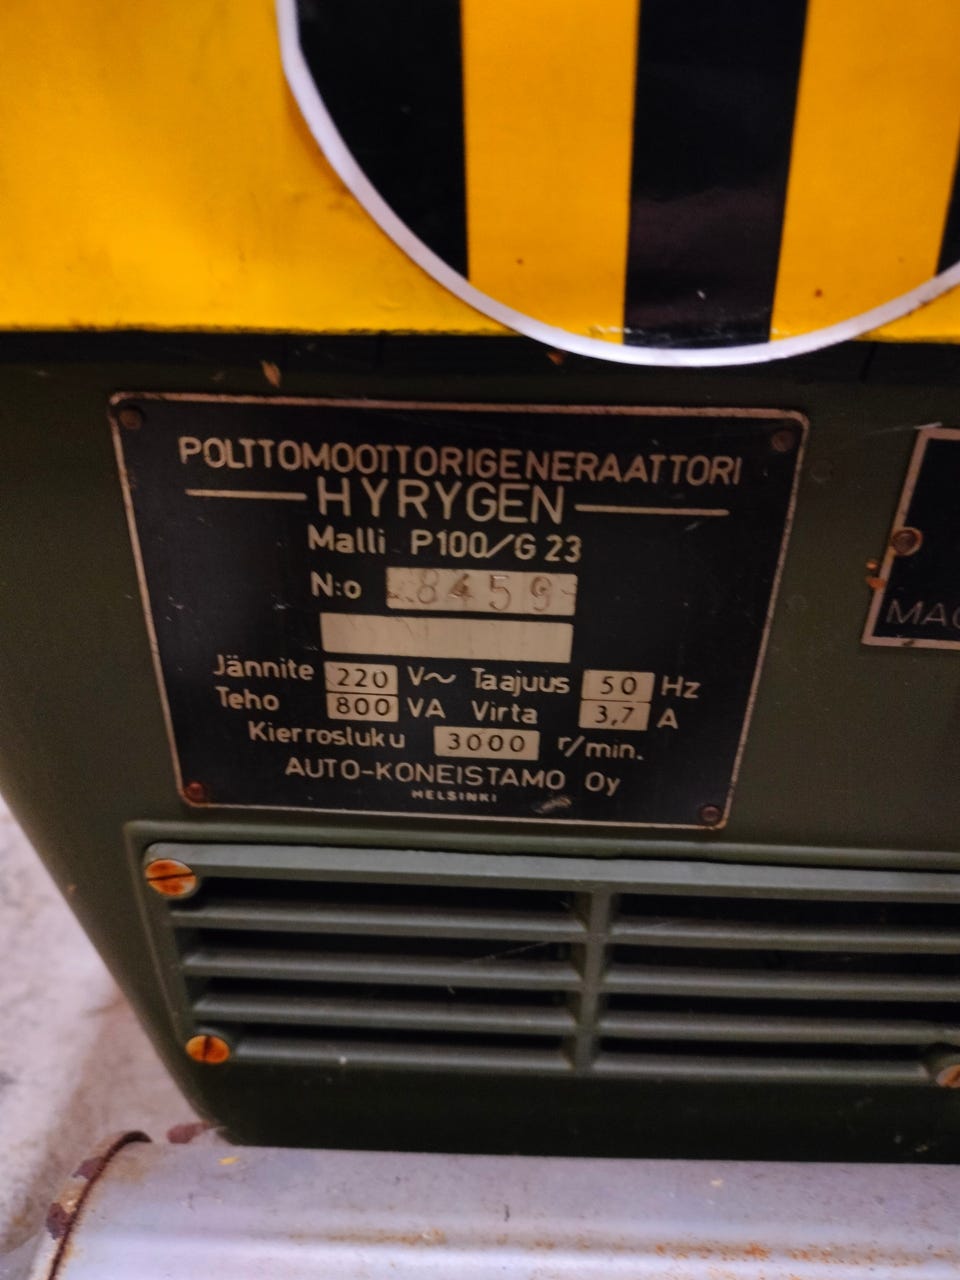 POLTTOMOOTTORIGENERAATTORI
HYRYGEN
Malli P100/G 23
N:o 8459
Jännite 220 V~ Taajuus 50 Hz
Teho 800 VA Virta 3,7 A
Kierrosluku 3000 r/min.
AUTO-KONEISTAMO Oy
HELSINKI